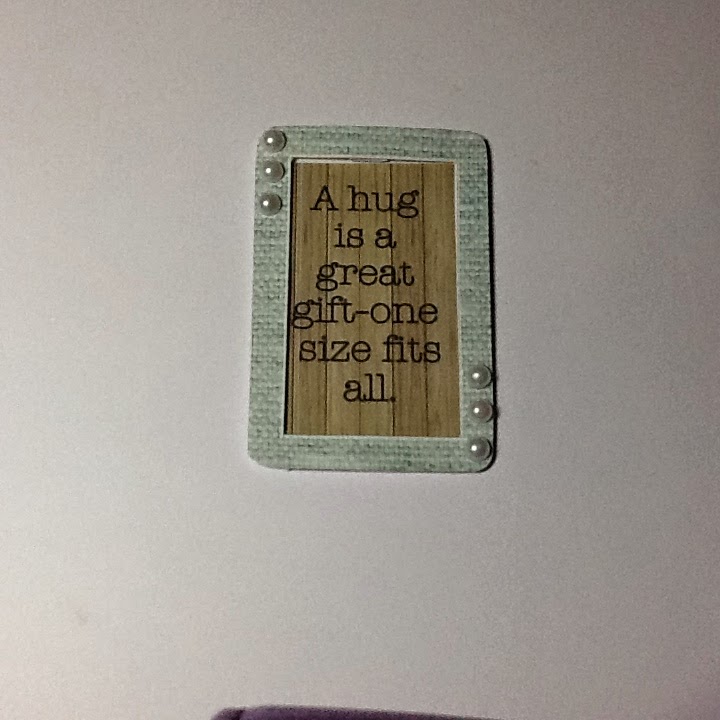 A hug
is a
great
gift-one
size fits
all.